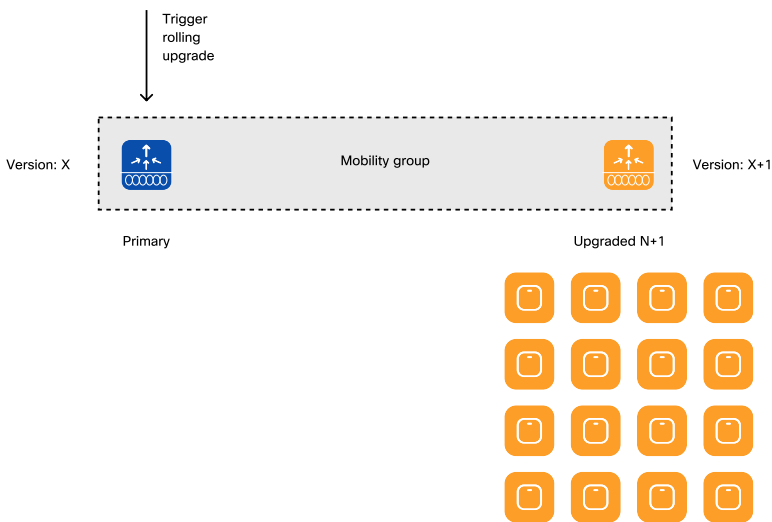 Trigger
rolling
upgrade
Version: X
Mobility group
Version: X+1
Primary
Upgraded N+1